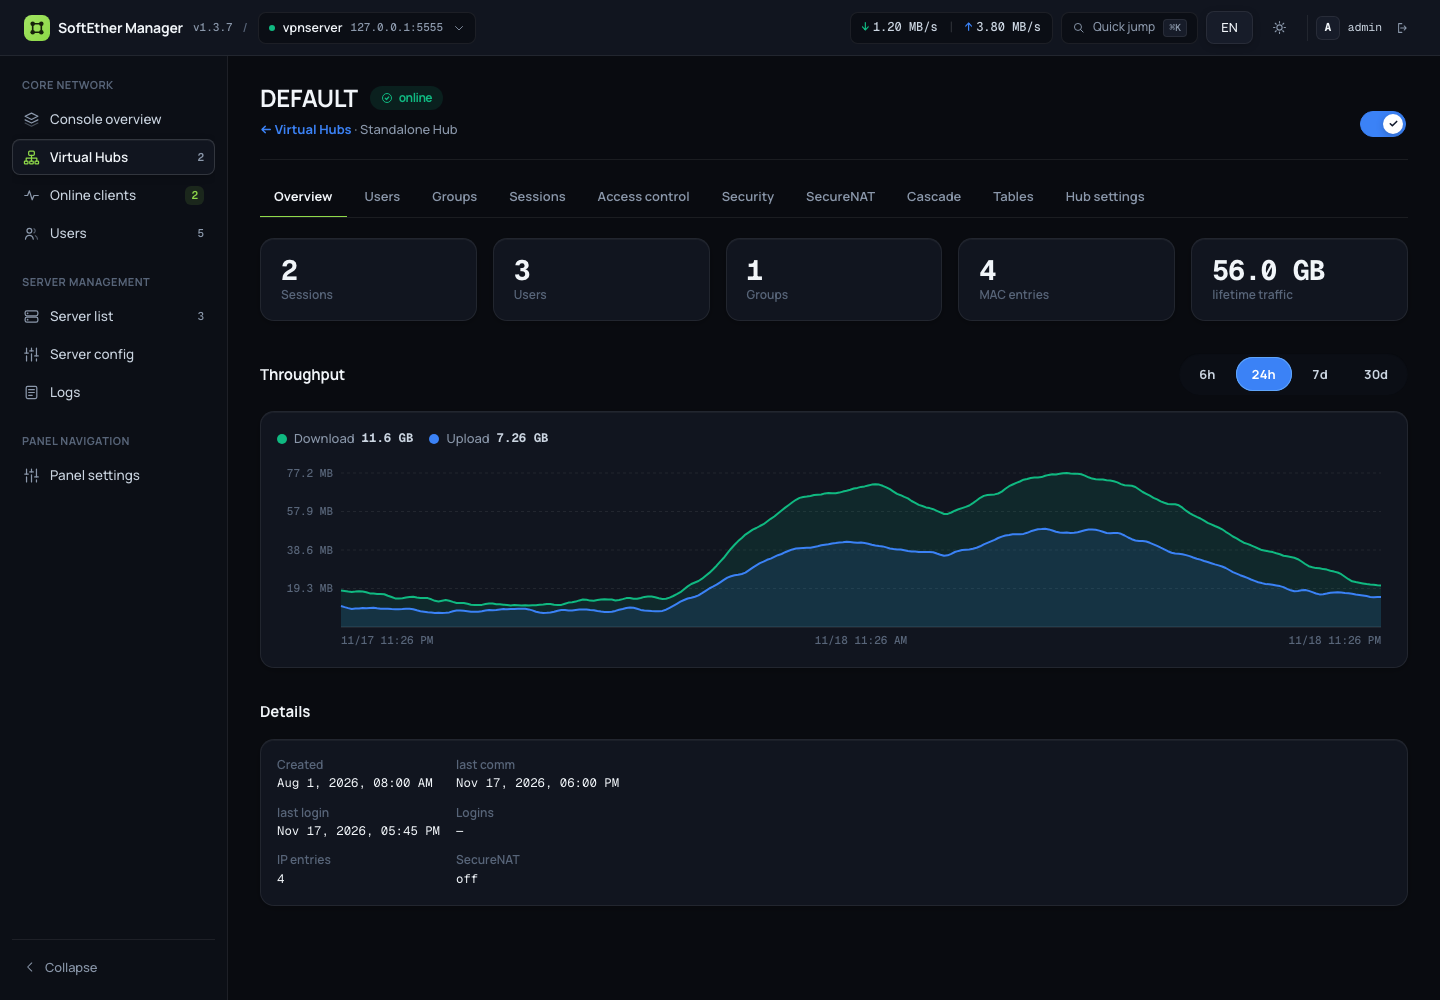 SoftEther Manager v1.3.7 / vpnserver 127.0.0.1:5555 ↓ 1.20 MB/s ↑ 3.80 MB/s Quick jump ⌘K EN A admin
CORE NETWORK
Console overview
Virtual Hubs 2
Online clients 2
Users 5
SERVER MANAGEMENT
Server list 3
Server config
Logs
PANEL NAVIGATION
Panel settings
Collapse
DEFAULT online
← Virtual Hubs · Standalone Hub
Overview Users Groups Sessions Access control Security SecureNAT Cascade Tables Hub settings
2
Sessions
3
Users
1
Groups
4
MAC entries
56.0 GB
lifetime traffic
Throughput 6h 24h 7d 30d
Download 11.6 GB Upload 7.26 GB
77.2 MB
57.9 MB
38.6 MB
19.3 MB
11/17 11:26 PM 11/18 11:26 AM 11/18 11:26 PM
Details
Created
Aug 1, 2026, 08:00 AM
last comm
Nov 17, 2026, 06:00 PM
last login
Nov 17, 2026, 05:45 PM
Logins
—
IP entries
4
SecureNAT
off